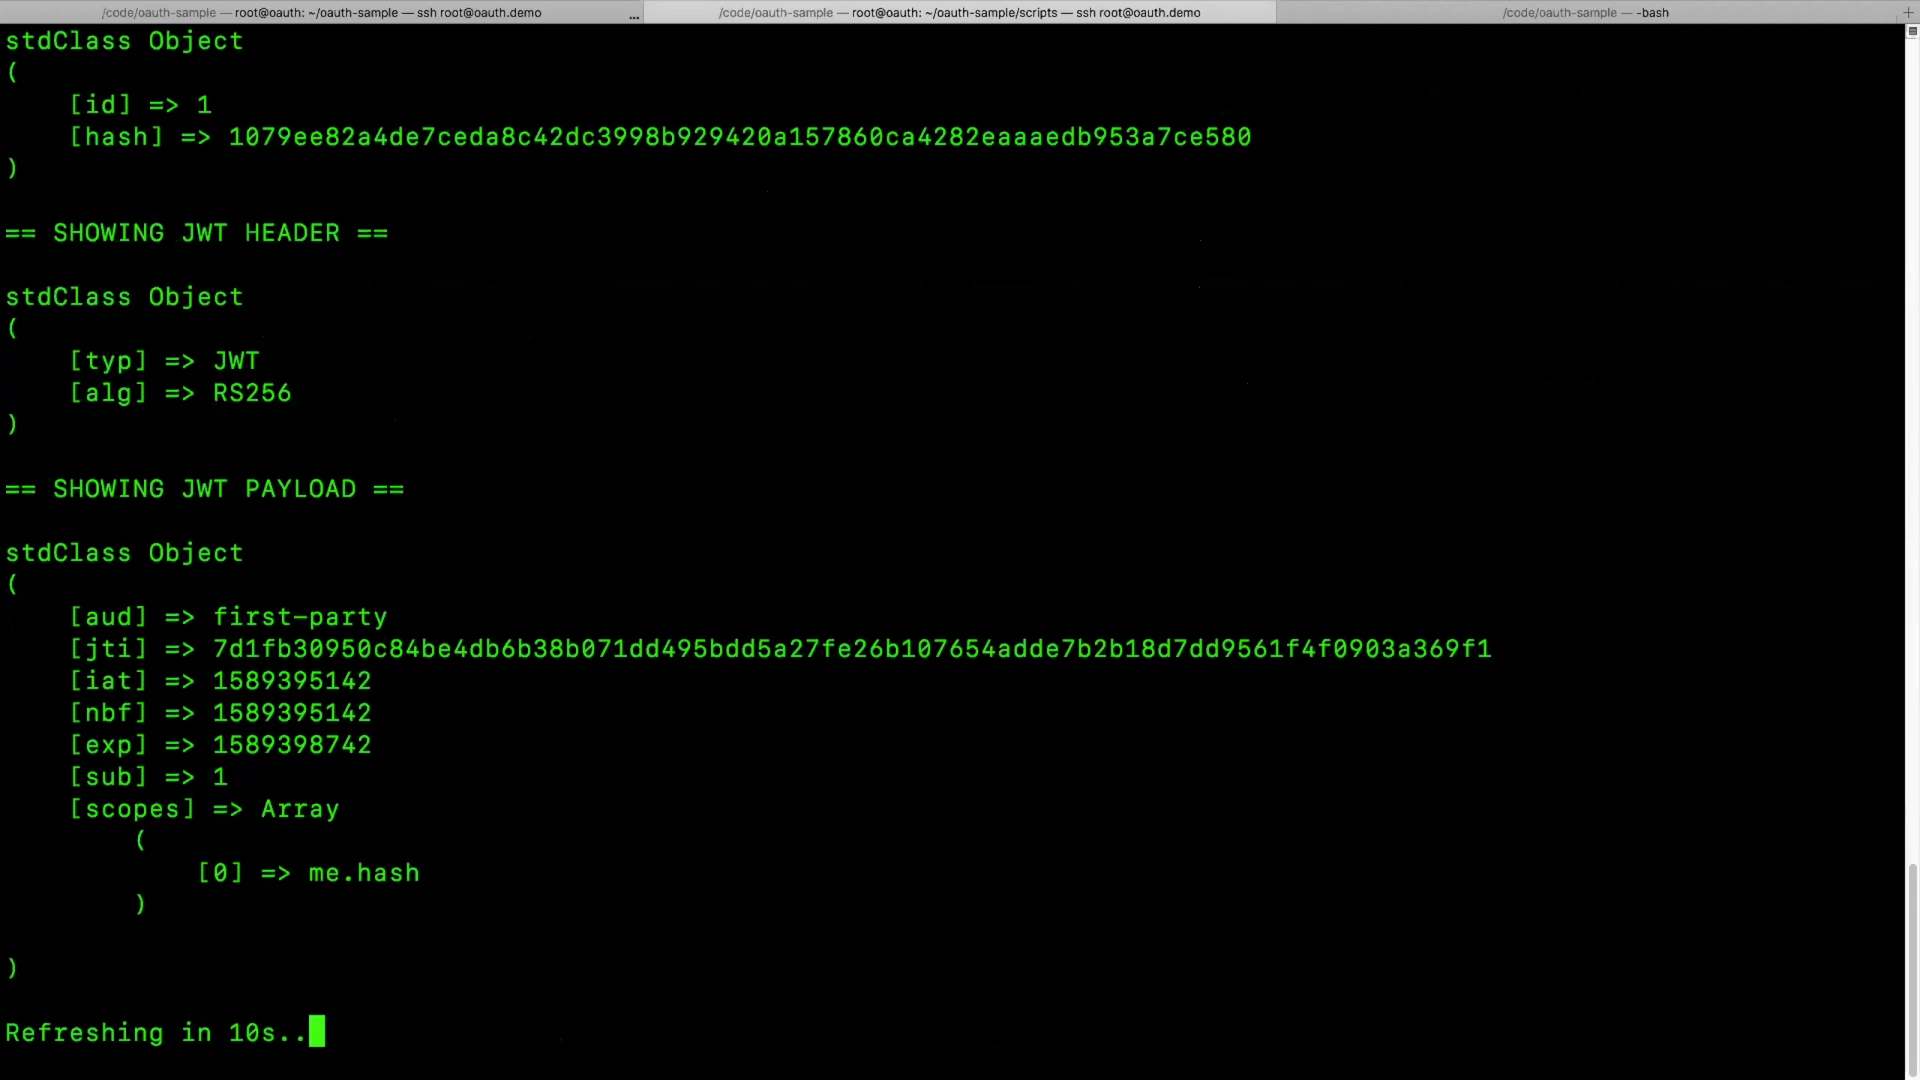 /code/oauth-sample — root@oauth: ~/oauth-sample — ssh root@oauth.demo ... /code/oauth-sample — root@oauth: ~/oauth-sample/scripts — ssh root@oauth.demo /code/oauth-sample — -bash +
stdClass Object
(
    [id] => 1
    [hash] => 1079ee82a4de7ceda8c42dc3998b929420a157860ca4282eaaaedb953a7ce580
)
== SHOWING JWT HEADER ==
stdClass Object
(
    [typ] => JWT
    [alg] => RS256
)
== SHOWING JWT PAYLOAD ==
stdClass Object
(
    [aud] => first-party
    [jti] => 7d1fb30950c84be4db6b38b071dd495bdd5a27fe26b107654adde7b2b18d7dd9561f4f0903a369f1
    [iat] => 1589395142
    [nbf] => 1589395142
    [exp] => 1589398742
    [sub] => 1
    [scopes] => Array
        (
            [0] => me.hash
        )
)
Refreshing in 10s..